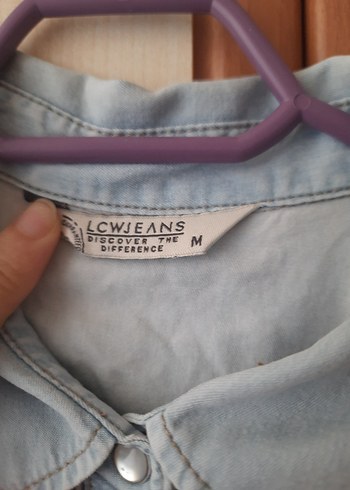 LCWJEANS
DISCOVER THE
DIFFERENCE
M